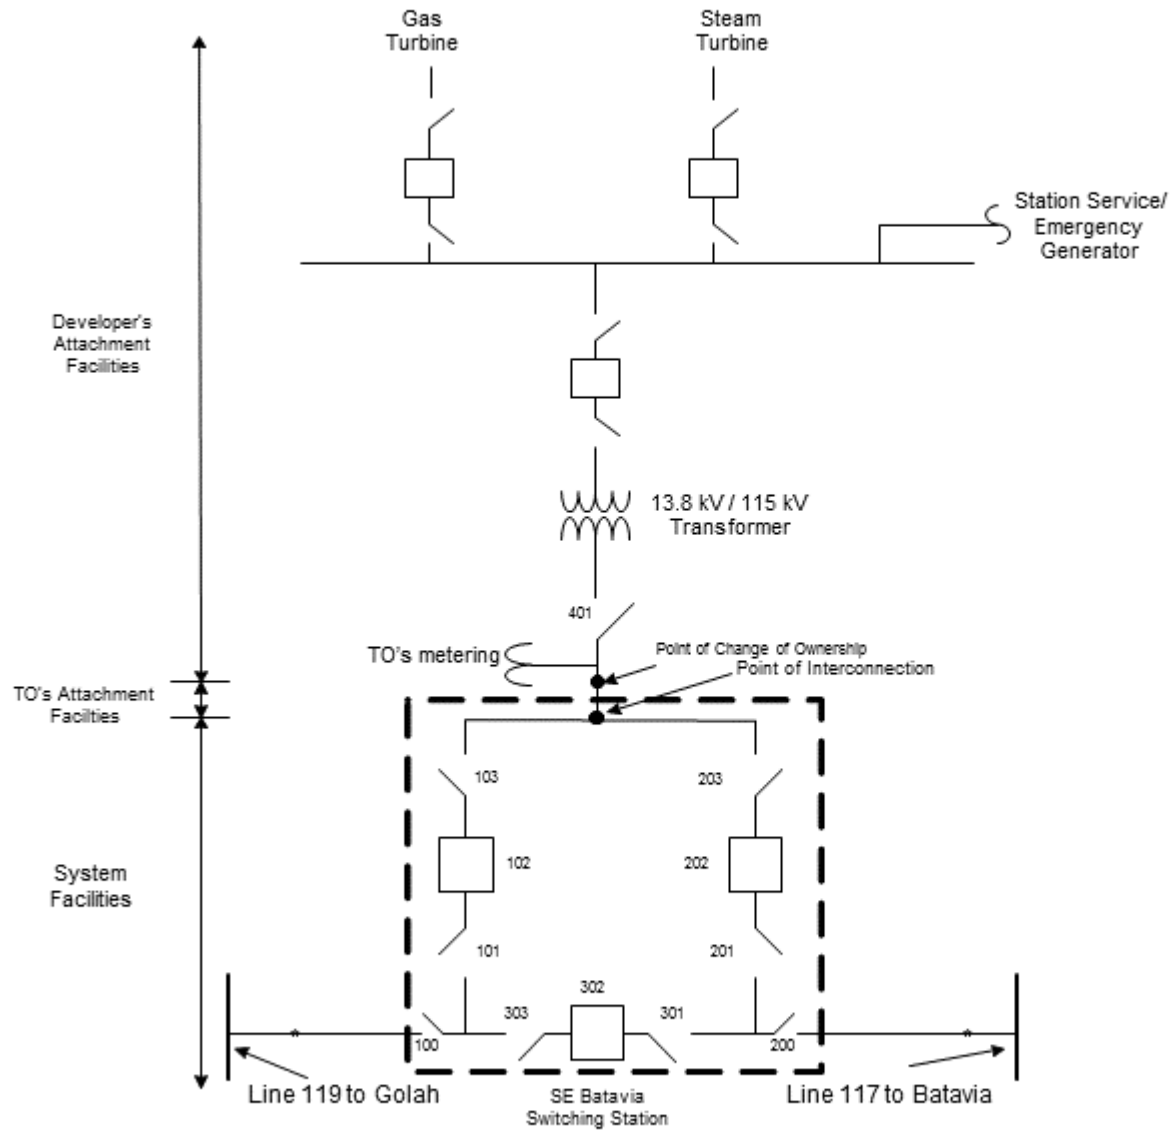 Gas
Turbine
Steam
Turbine
Station Service/
Emergency
Generator
Developer's
Attachment
Facilities
13.8 kV / 115 kV
Transformer
401
TO's metering
Point of Change of Ownership
Point of Interconnection
TO's Attachment
Facilties
103
203
102
202
System
Facilities
101
201
302
303
301
100
200
Line 119 to Golah
Line 117 to Batavia
SE Batavia
Switching Station